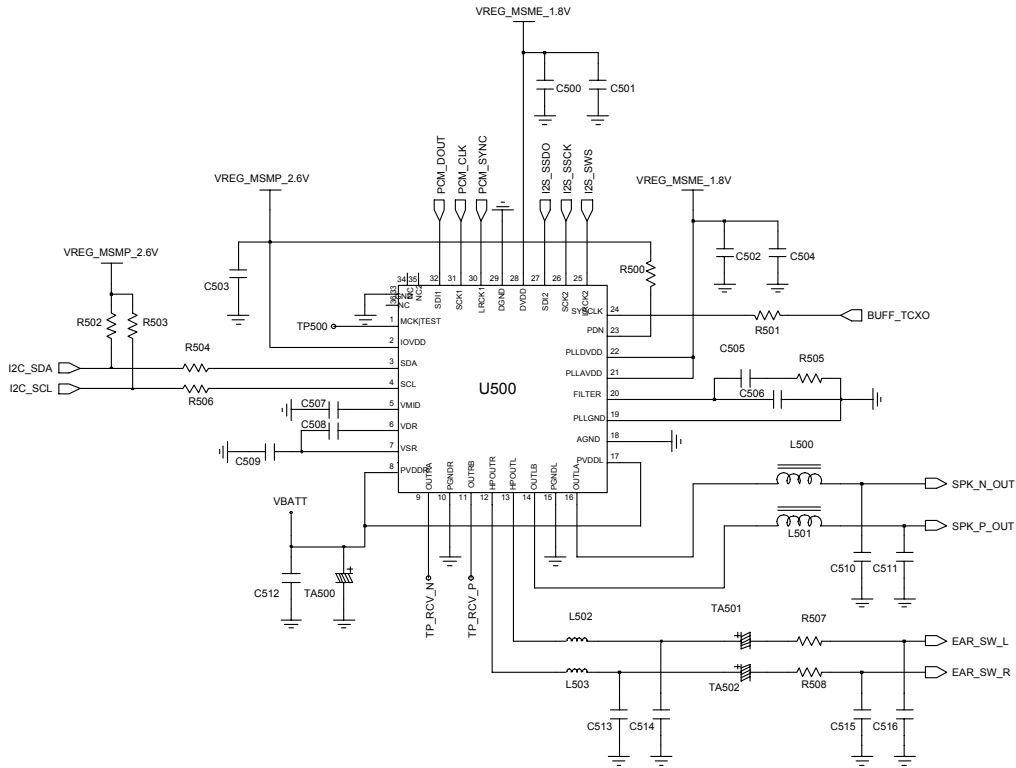 VREG_MSME_1.8V
C500
C501
PCM_DOUT
PCM_CLK
PCM_SYNC
I2S_SSDO
I2S_SSCK
I2S_SWS
VREG_MSMP_2.6V
VREG_MSME_1.8V
VREG_MSMP_2.6V
C503
R500
C502
C504
34
35
32
31
30
29
28
27
26
25
NC
NC2
SDI1
SCK1
LRCK1
DGND
DVDD
SDI2
SCK2
LRCK2
33
GND
36
NC
R502
R503
TP500
1
MCK|TEST
SYSCLK
24
R501
BUFF_TCXO
2
IOVDD
PDN
23
I2C_SDA
R504
3
SDA
PLLDVDD
22
C505
R505
I2C_SCL
R506
4
SCL
U500
PLLAVDD
21
C507
5
VMID
FILTER
20
C506
C508
6
VDR
PLLGND
19
C509
7
VSR
AGND
18
8
PVDDR
PVDDL
17
OUTRA
PGNDR
OUTRB
HPOUTR
HPOUTL
OUTLB
PGNDL
OUTLA
9
10
11
12
13
14
15
16
L500
SPK_N_OUT
VBATT
L501
SPK_P_OUT
C512
TA500
TP_RCV_N
TP_RCV_P
C510
C511
L502
TA501
R507
EAR_SW_L
L503
TA502
R508
EAR_SW_R
C513
C514
C515
C516